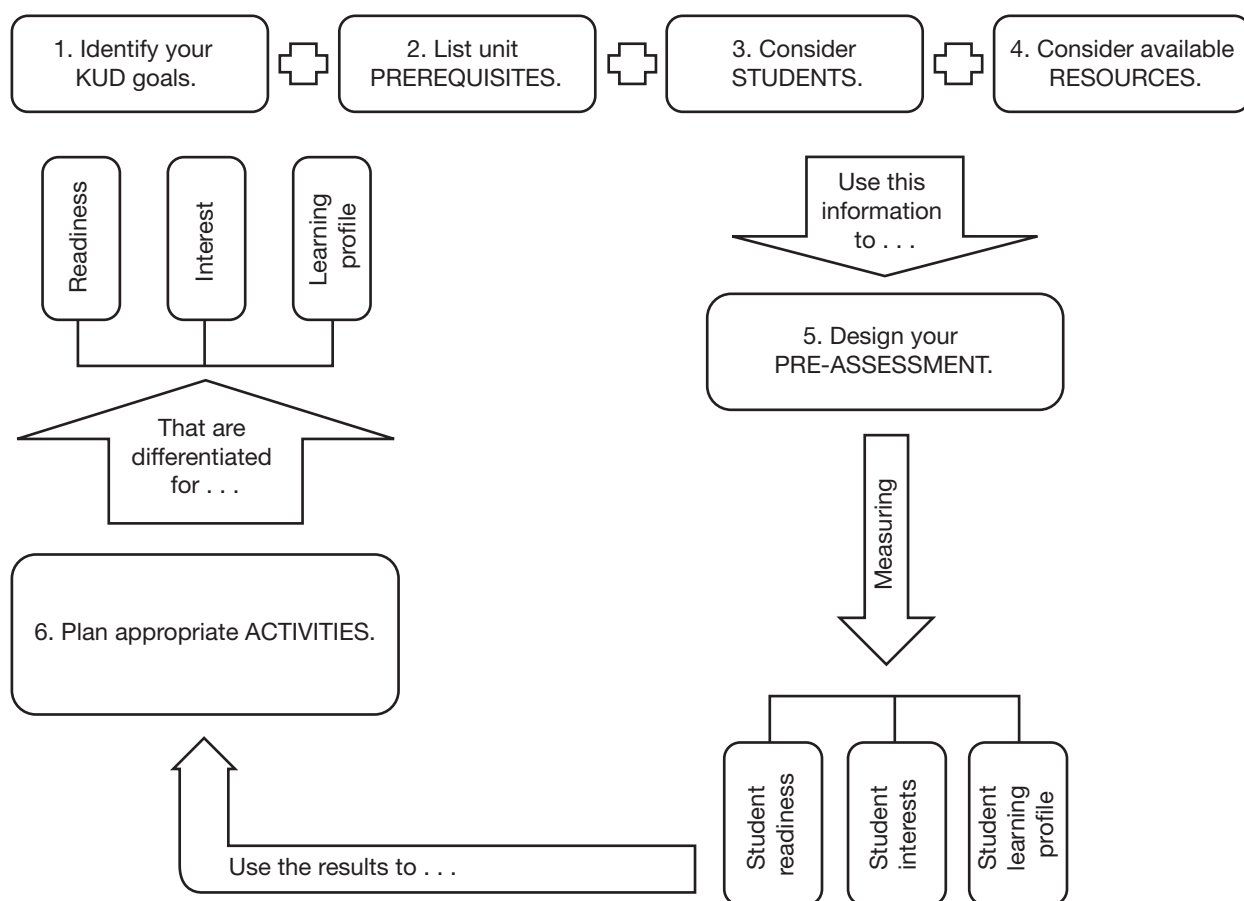 1. Identify your
KUD goals.
2. List unit
PREREQUISITES.
3. Consider
STUDENTS.
4. Consider available
RESOURCES.
Use this
information
to . . .
5. Design your
PRE-ASSESSMENT.
Measuring
Student
readiness
Student
interests
Student
learning
profile
Use the results to . . .
6. Plan appropriate ACTIVITIES.
That are
differentiated
for . . .
Readiness
Interest
Learning
profile